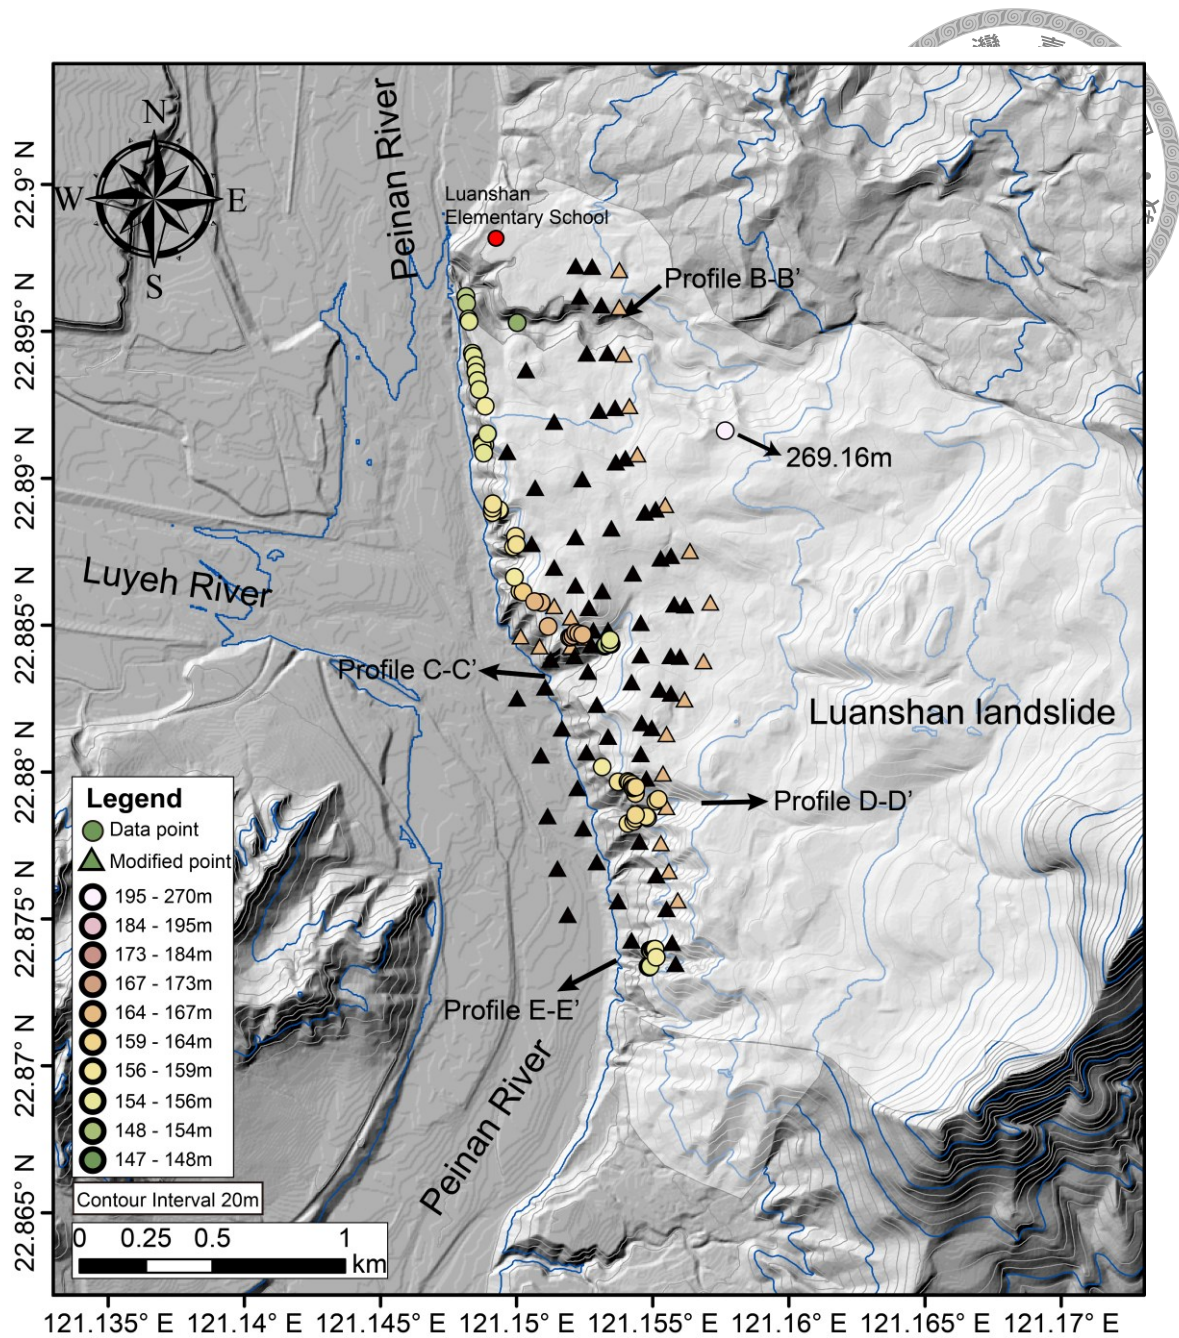 灣 臺
N
W E
S
Peinan River
Luanshan
Elementary School
Profile B-B’
269.16m
Luyeh River
Profile C-C’
Luanshan landslide
Profile D-D’
Profile E-E’
Peinan River
Legend
Data point
Modified point
195 - 270m
184 - 195m
173 - 184m
167 - 173m
164 - 167m
159 - 164m
156 - 159m
154 - 156m
148 - 154m
147 - 148m
Contour Interval 20m
0 0.25 0.5 1
km
22.9° N
22.895° N
22.89° N
22.885° N
22.88° N
22.875° N
22.87° N
22.865° N
121.135° E 121.14° E 121.145° E 121.15° E 121.155° E 121.16° E 121.165° E 121.17° E